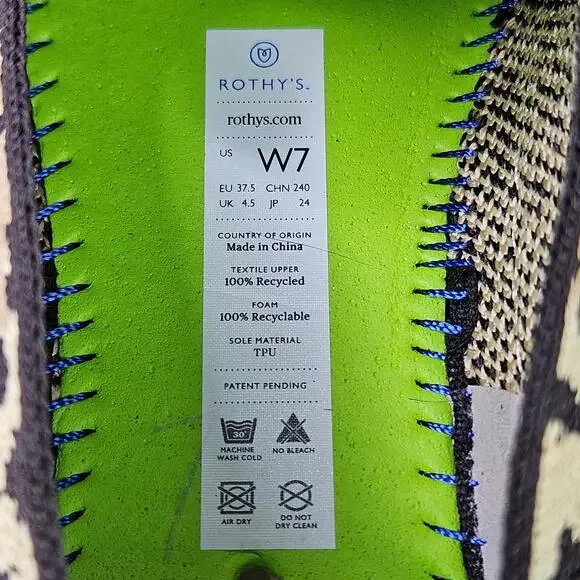 ROTHY'S™
rothys.com
US W7
EU 37.5 CHN 240
UK 4.5 JP 24
COUNTRY OF ORIGIN
Made in China
TEXTILE UPPER
100% Recycled
FOAM
100% Recyclable
SOLE MATERIAL
TPU
PATENT PENDING
30°
MACHINE WASH COLD
NO BLEACH
AIR DRY
DO NOT DRY CLEAN